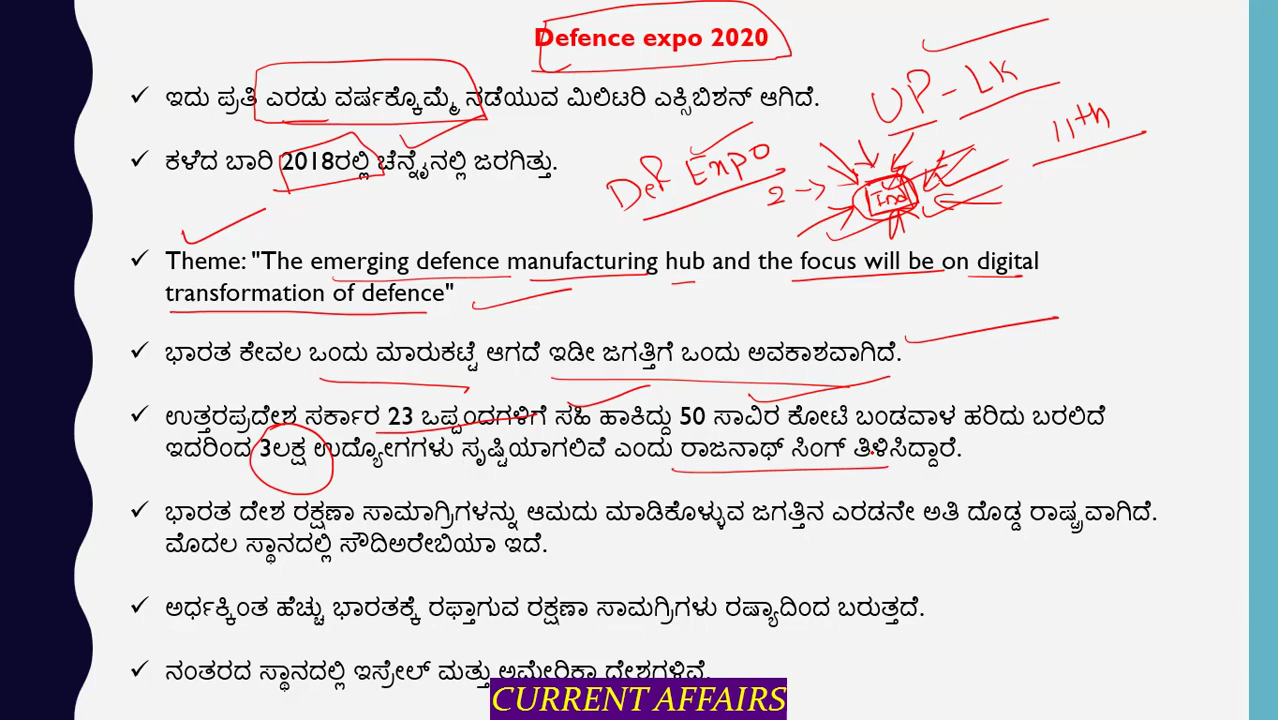 Defence expo 2020
UP - LK
ಇದು ಪ್ರತಿ ಎರಡು ವರ್ಷಕ್ಕೊಮ್ಮೆ ನಡೆಯುವ ಮಿಲಿಟರಿ ಎಕ್ಸಿಬಿಶನ್ ಆಗಿದೆ.
11th
ಕಳೆದ ಬಾರಿ 2018ರಲ್ಲಿ ಚೆನ್ನೈನಲ್ಲಿ ಜರಗಿತ್ತು.
Def Expo
2
Ind
Theme: "The emerging defence manufacturing hub and the focus will be on digital
transformation of defence"
ಭಾರತ ಕೇವಲ ಒಂದು ಮಾರುಕಟ್ಟೆ ಆಗದೆ ಇಡೀ ಜಗತ್ತಿಗೆ ಒಂದು ಅವಕಾಶವಾಗಿದೆ.
ಉತ್ತರಪ್ರದೇಶ ಸರ್ಕಾರ 23 ಒಪ್ಪಂದಗಳಿಗೆ ಸಹಿ ಹಾಕಿದ್ದು 50 ಸಾವಿರ ಕೋಟಿ ಬಂಡವಾಳ ಹರಿದು ಬರಲಿದೆ
ಇದರಿಂದ 3ಲಕ್ಷ ಉದ್ಯೋಗಗಳು ಸೃಷ್ಟಿಯಾಗಲಿವೆ ಎಂದು ರಾಜನಾಥ್ ಸಿಂಗ್ ತಿಳಿಸಿದ್ದಾರೆ.
ಭಾರತ ದೇಶ ರಕ್ಷಣಾ ಸಾಮಾಗ್ರಿಗಳನ್ನು ಆಮದು ಮಾಡಿಕೊಳ್ಳುವ ಜಗತ್ತಿನ ಎರಡನೇ ಅತಿ ದೊಡ್ಡ ರಾಷ್ಟ್ರವಾಗಿದೆ.
ಮೊದಲ ಸ್ಥಾನದಲ್ಲಿ ಸೌದಿಅರೇಬಿಯಾ ಇದೆ.
ಅರ್ಧಕ್ಕಿಂತ ಹೆಚ್ಚು ಭಾರತಕ್ಕೆ ರಫ್ತಾಗುವ ರಕ್ಷಣಾ ಸಾಮಗ್ರಿಗಳು ರಷ್ಯಾದಿಂದ ಬರುತ್ತದೆ.
ನಂತರದ ಸ್ಥಾನದಲ್ಲಿ ಇಸ್ರೇಲ್ ಮತ್ತು ಅಮೇರಿಕಾ ದೇಶಗಳಿವೆ.
CURRENT AFFAIRS